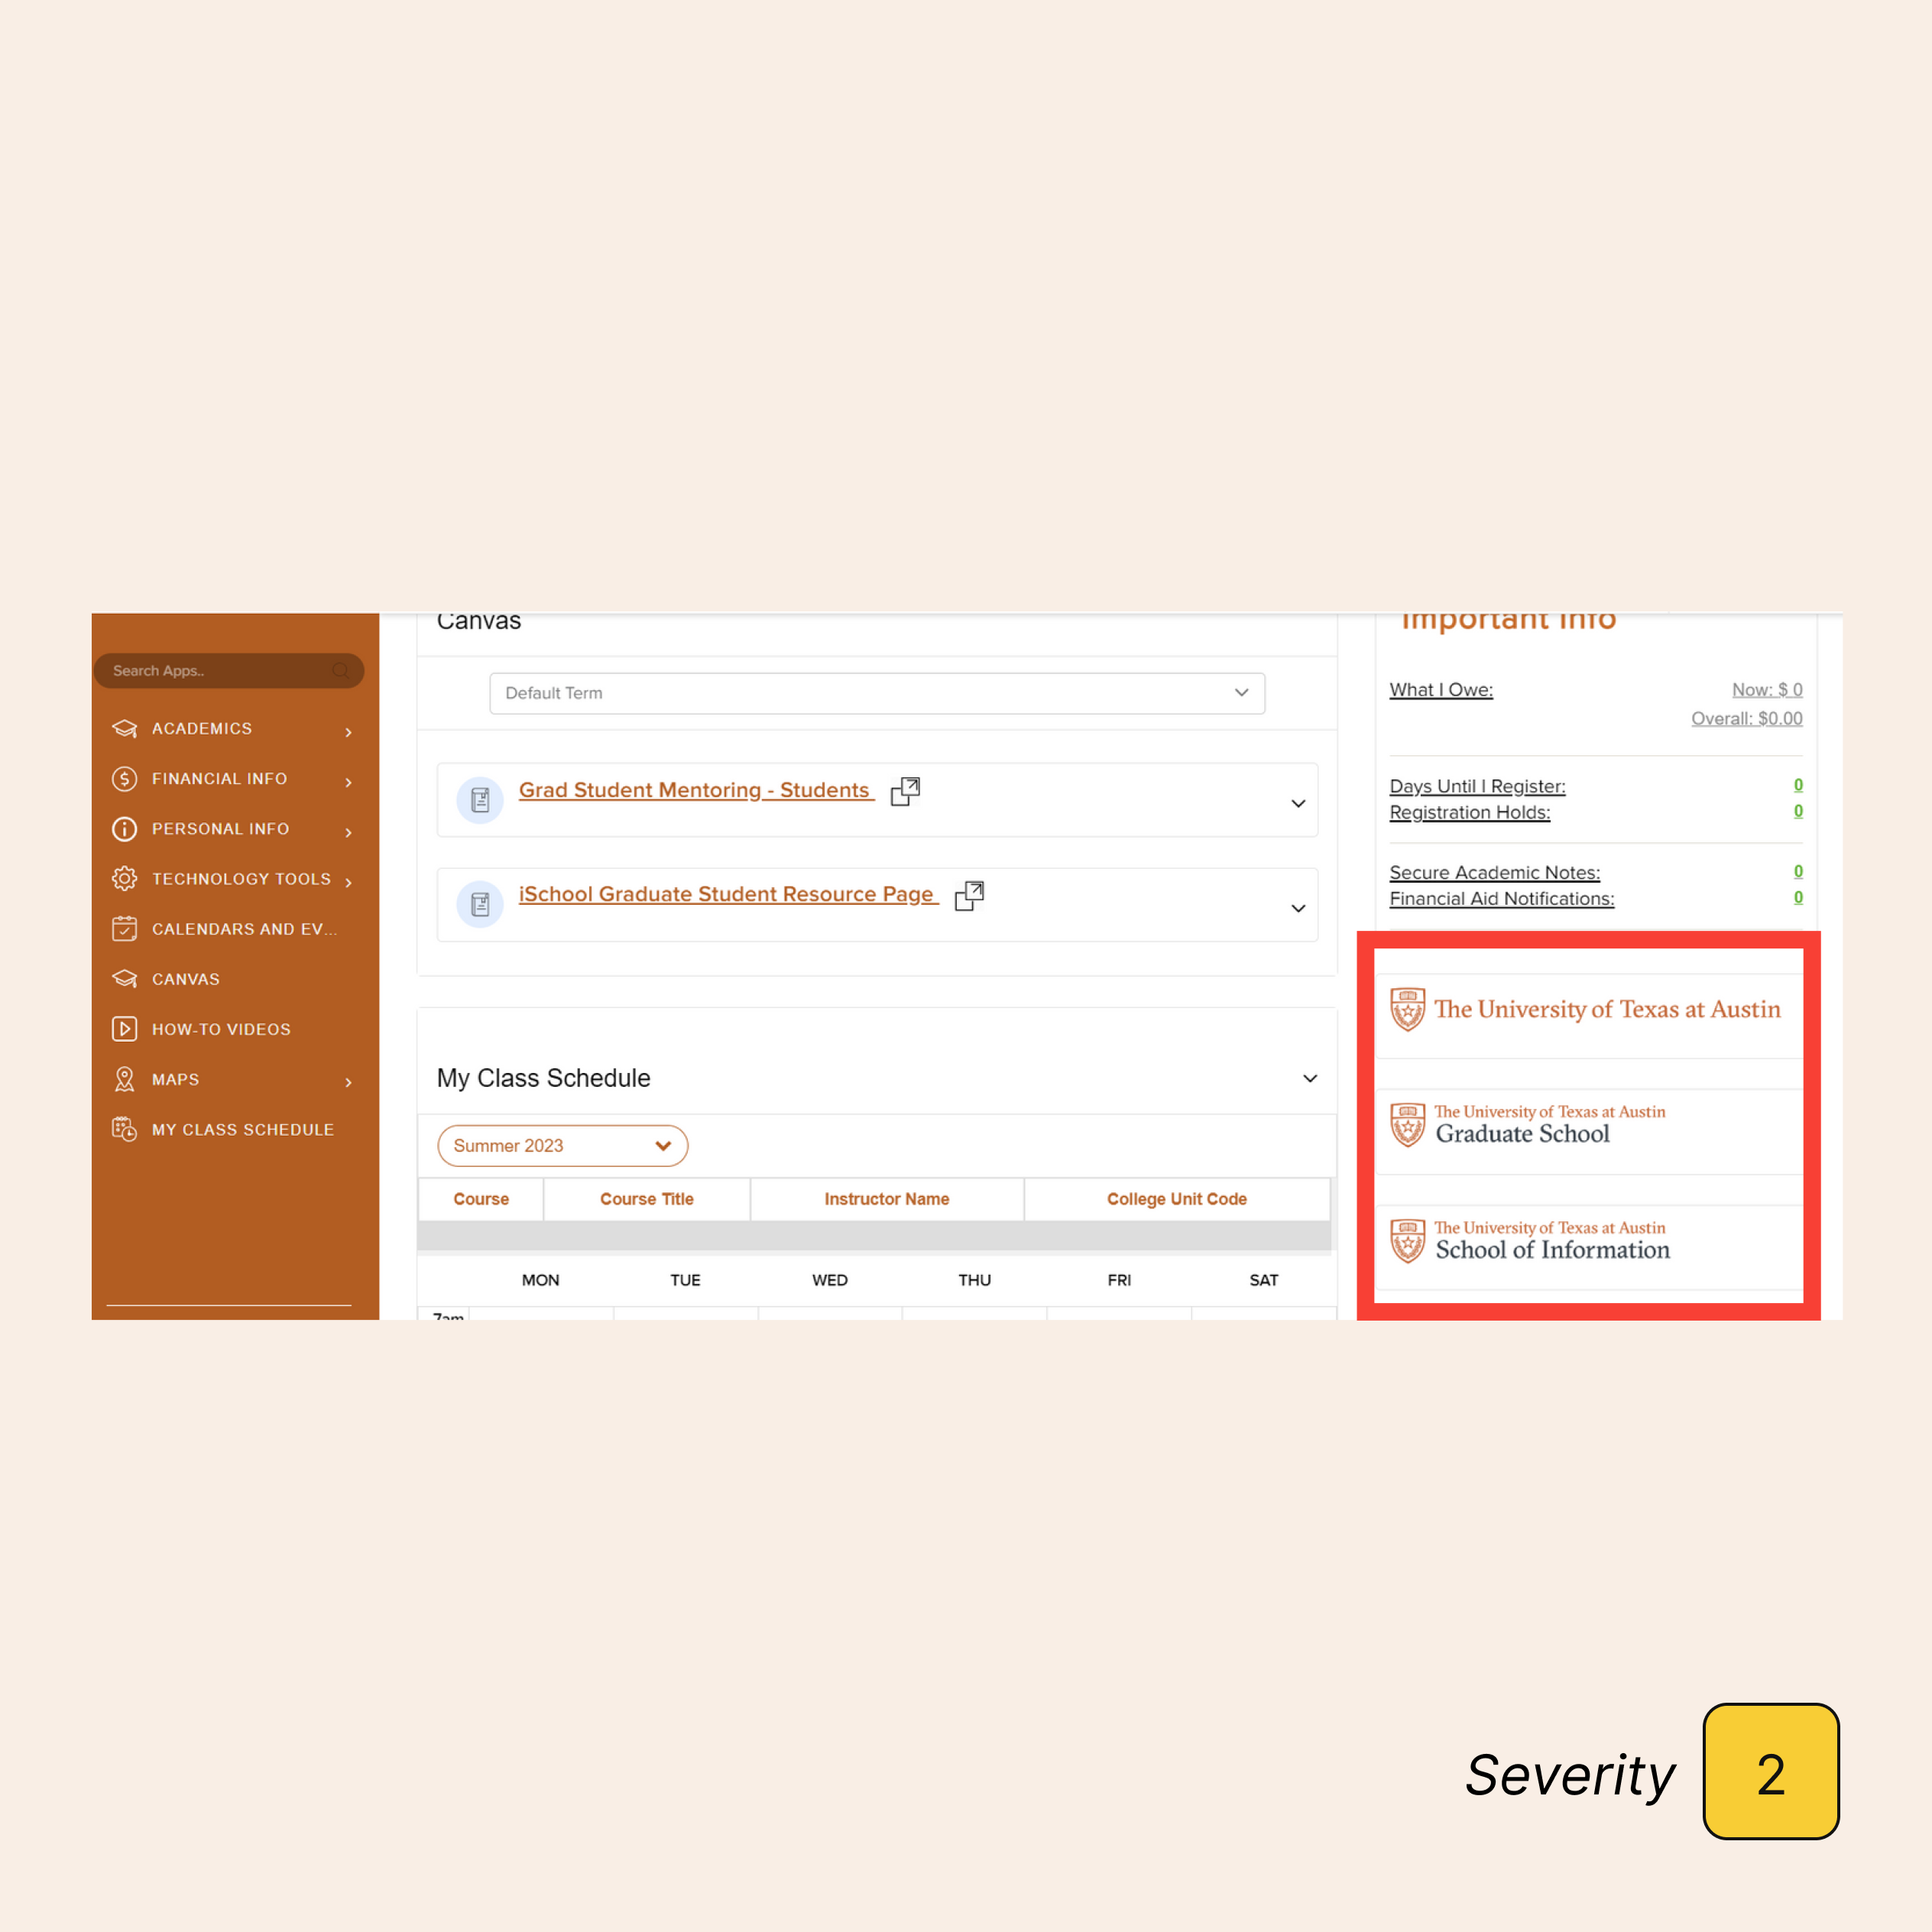 Search Apps..
ACADEMICS
FINANCIAL INFO
PERSONAL INFO
TECHNOLOGY TOOLS
CALENDARS AND EV...
CANVAS
HOW-TO VIDEOS
MAPS
MY CLASS SCHEDULE
Canvas
Default Term
Grad Student Mentoring - Students
iSchool Graduate Student Resource Page
My Class Schedule
Summer 2023
Course Course Title Instructor Name College Unit Code
MON TUE WED THU FRI SAT
7am
Important Info
What I Owe: Now: $ 0
Overall: $0.00
Days Until I Register: 0
Registration Holds: 0
Secure Academic Notes: 0
Financial Aid Notifications: 0
The University of Texas at Austin
The University of Texas at Austin
Graduate School
The University of Texas at Austin
School of Information
Severity 2